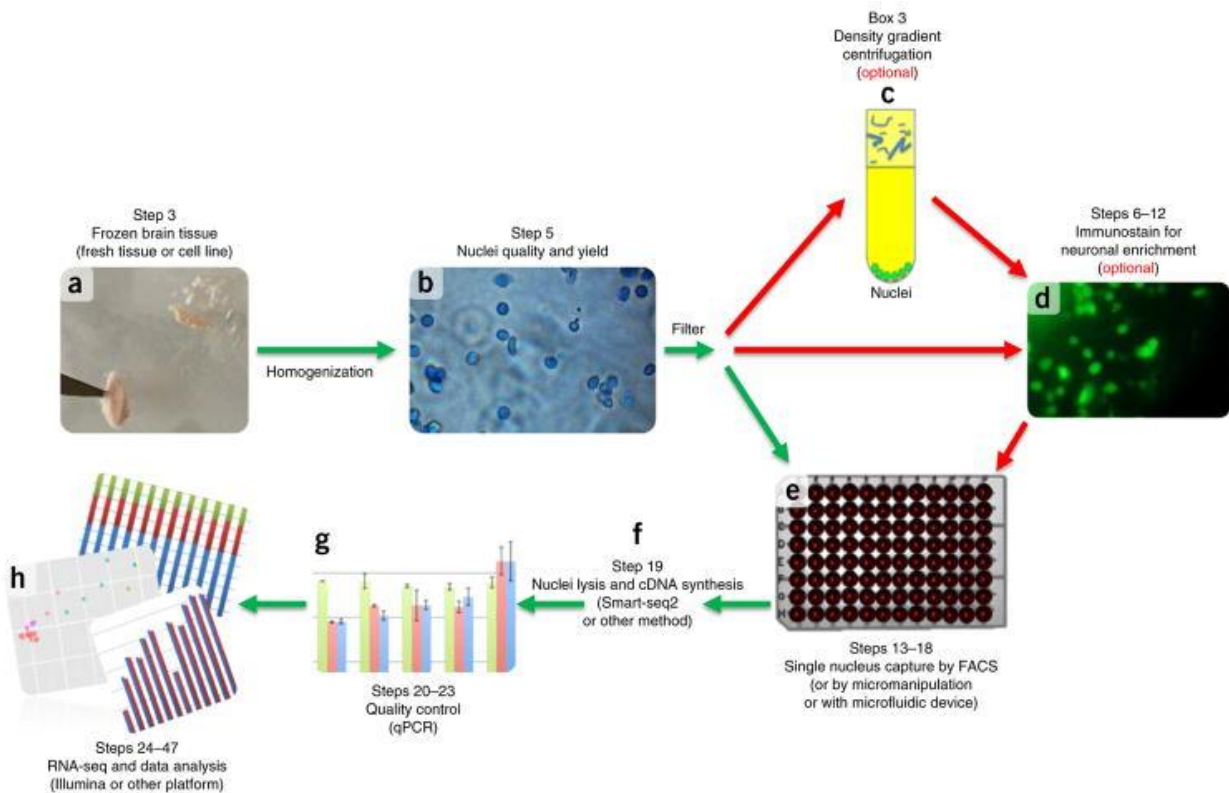 Box 3
Density gradient
centrifugation
(optional)
c
Nuclei
Step 3
Frozen brain tissue
(fresh tissue or cell line)
a
Homogenization
Step 5
Nuclei quality and yield
b
Filter
Steps 6–12
Immunostain for
neuronal enrichment
(optional)
d
e
Steps 13–18
Single nucleus capture by FACS
(or by micromanipulation
or with microfluidic device)
f
Step 19
Nuclei lysis and cDNA synthesis
(Smart-seq2
or other method)
g
Steps 20–23
Quality control
(qPCR)
h
Steps 24–47
RNA-seq and data analysis
(Illumina or other platform)